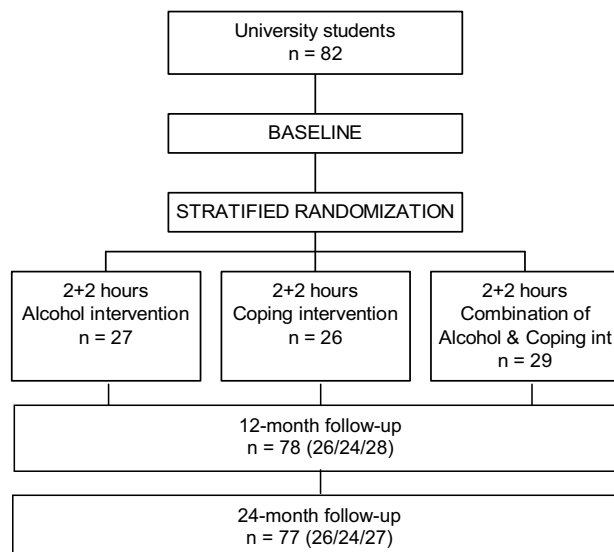 University students
n = 82
BASELINE
STRATIFIED RANDOMIZATION
2+2 hours
Alcohol intervention
n = 27
2+2 hours
Coping intervention
n = 26
2+2 hours
Combination of
Alcohol & Coping int
n = 29
12-month follow-up
n = 78 (26/24/28)
24-month follow-up
n = 77 (26/24/27)